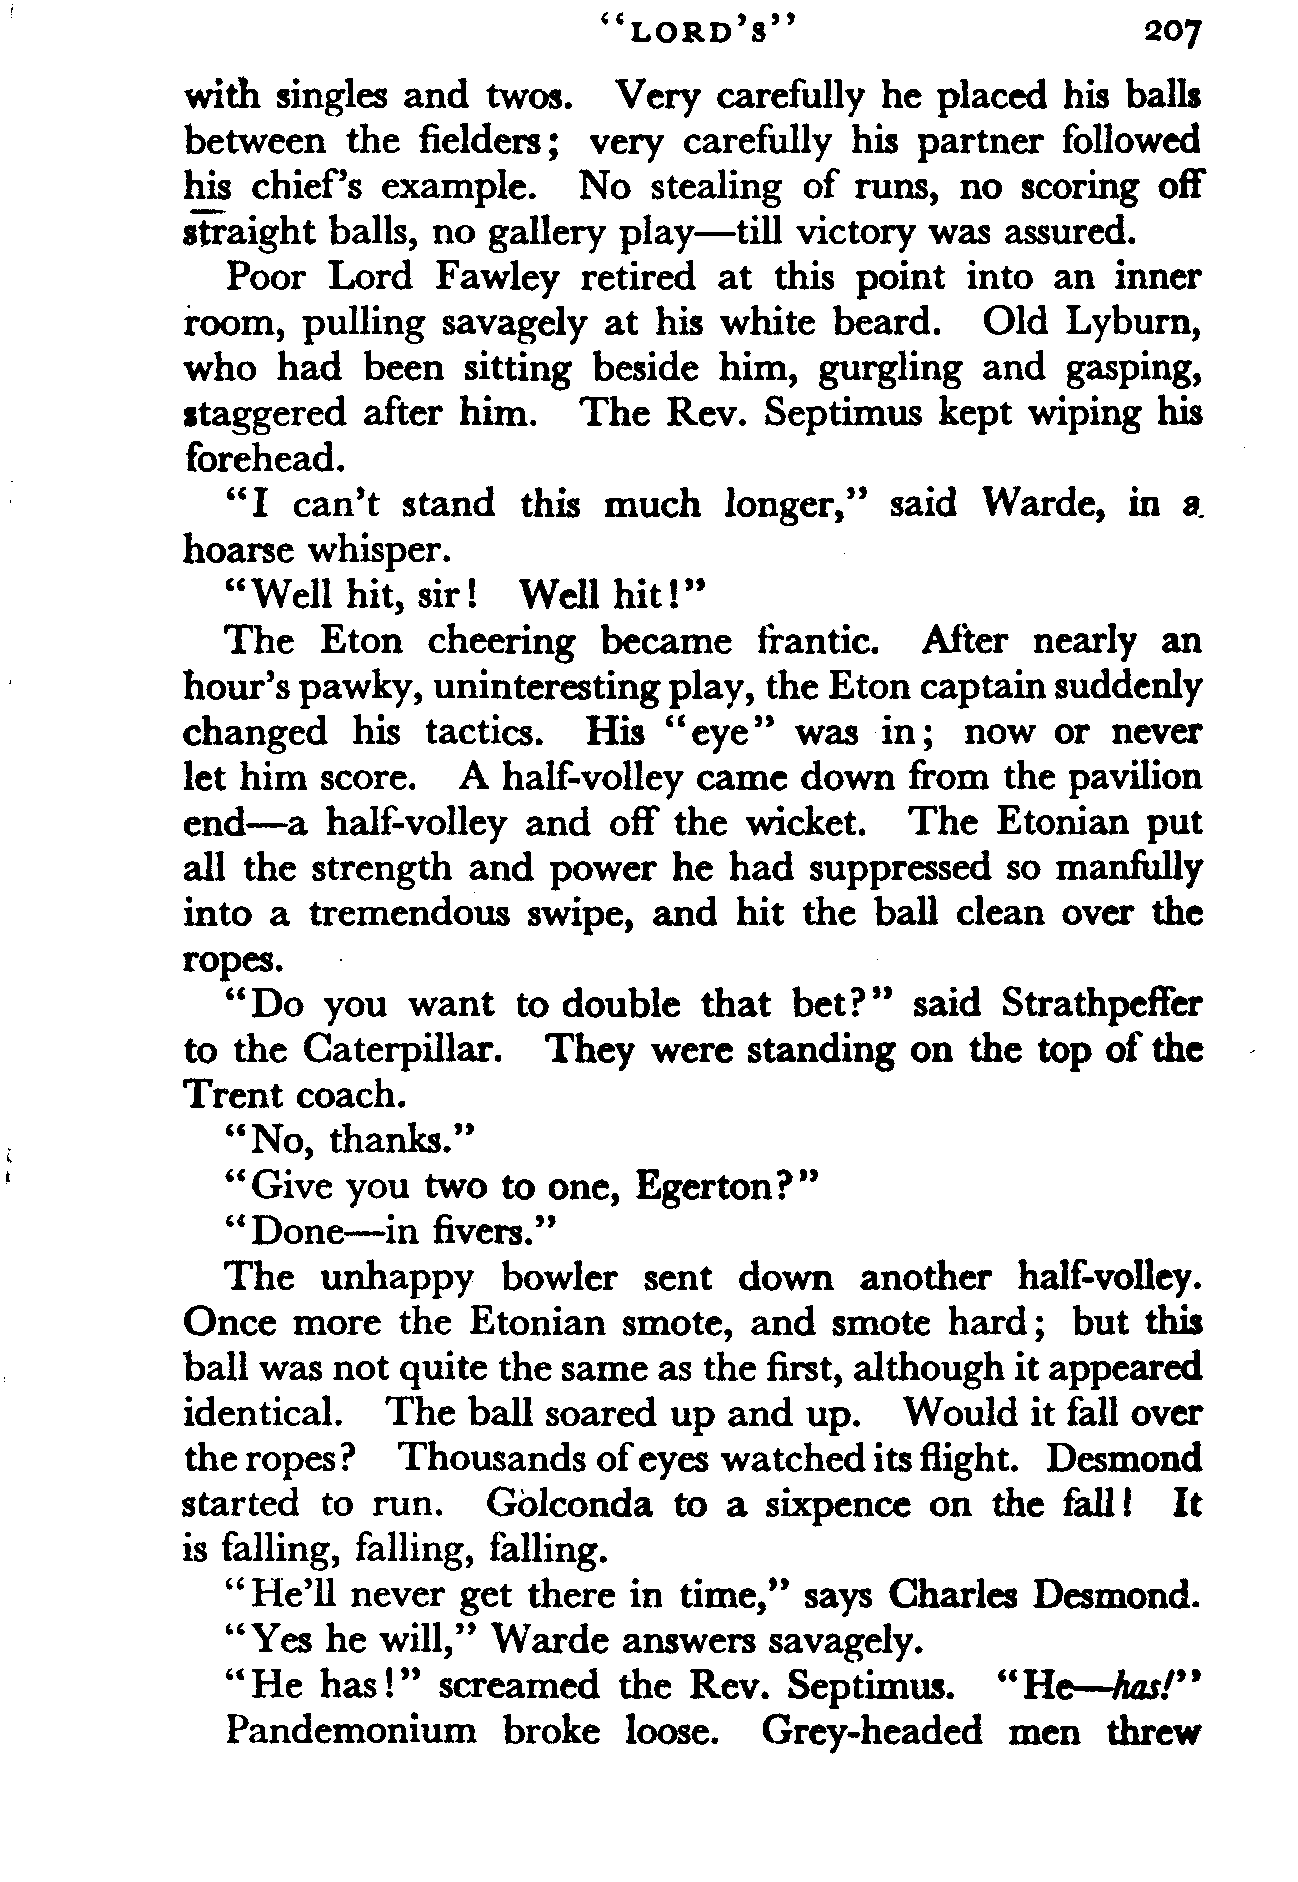 "LORD'S" 207
with singles and twos. Very carefully he placed his balls
between the fielders; very carefully his partner followed
his chief's example. No stealing of runs, no scoring off
straight balls, no gallery play—till victory was assured.
Poor Lord Fawley retired at this point into an inner
room, pulling savagely at his white beard. Old Lyburn,
who had been sitting beside him, gurgling and gasping,
staggered after him. The Rev. Septimus kept wiping his
forehead.
"I can't stand this much longer," said Warde, in a
hoarse whisper.
"Well hit, sir! Well hit!"
The Eton cheering became frantic. After nearly an
hour's pawky, uninteresting play, the Eton captain suddenly
changed his tactics. His "eye" was in; now or never
let him score. A half-volley came down from the pavilion
end—a half-volley and off the wicket. The Etonian put
all the strength and power he had suppressed so manfully
into a tremendous swipe, and hit the ball clean over the
ropes.
"Do you want to double that bet?" said Strathpeffer
to the Caterpillar. They were standing on the top of the
Trent coach.
"No, thanks."
"Give you two to one, Egerton?"
"Done—in fivers."
The unhappy bowler sent down another half-volley.
Once more the Etonian smote, and smote hard; but this
ball was not quite the same as the first, although it appeared
identical. The ball soared up and up. Would it fall over
the ropes? Thousands of eyes watched its flight. Desmond
started to run. Golconda to a sixpence on the fall! It
is falling, falling, falling.
"He'll never get there in time," says Charles Desmond.
"Yes he will," Warde answers savagely.
"He has!" screamed the Rev. Septimus. "He—has!"
Pandemonium broke loose. Grey-headed men threw